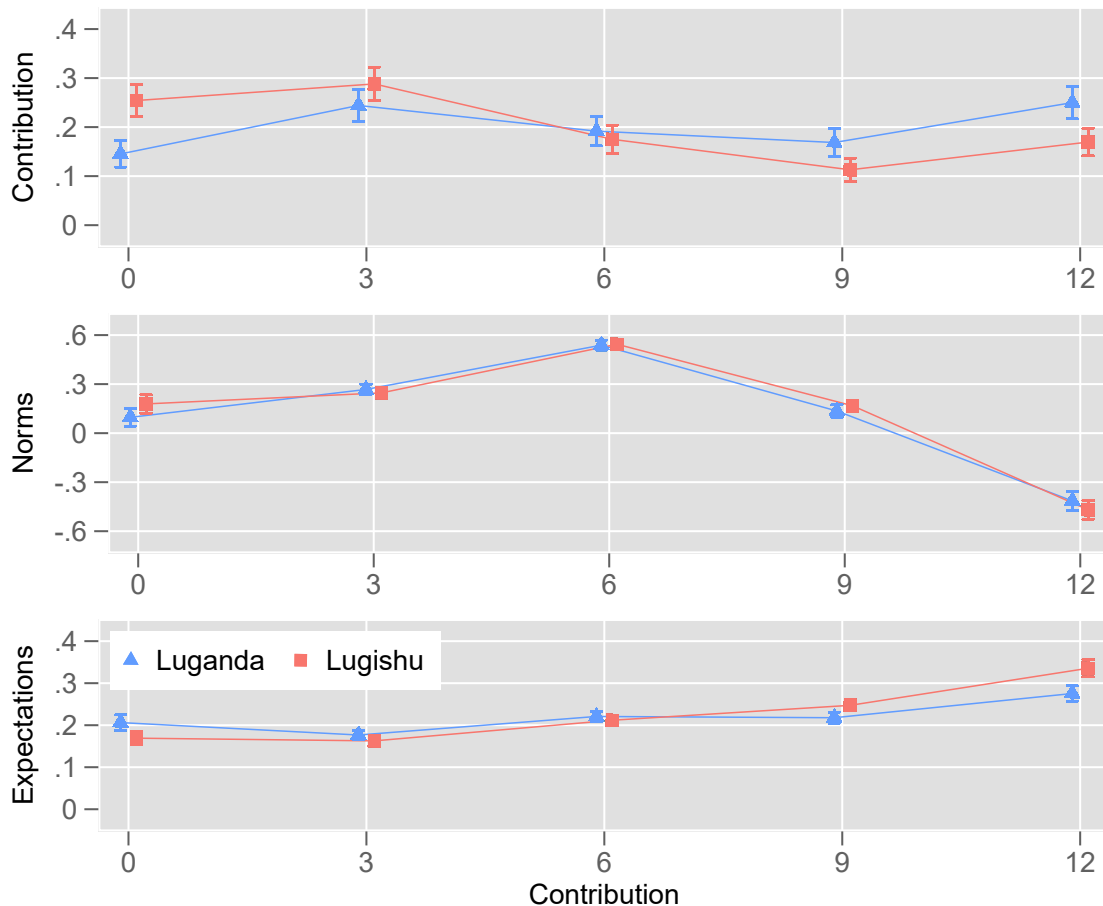 Contribution
.4
.3
.2
.1
0
0 3 6 9 12
Norms
.6
.3
0
-.3
-.6
0 3 6 9 12
Expectations
.4
.3
.2
.1
0
Luganda Lugishu
0 3 6 9 12
Contribution